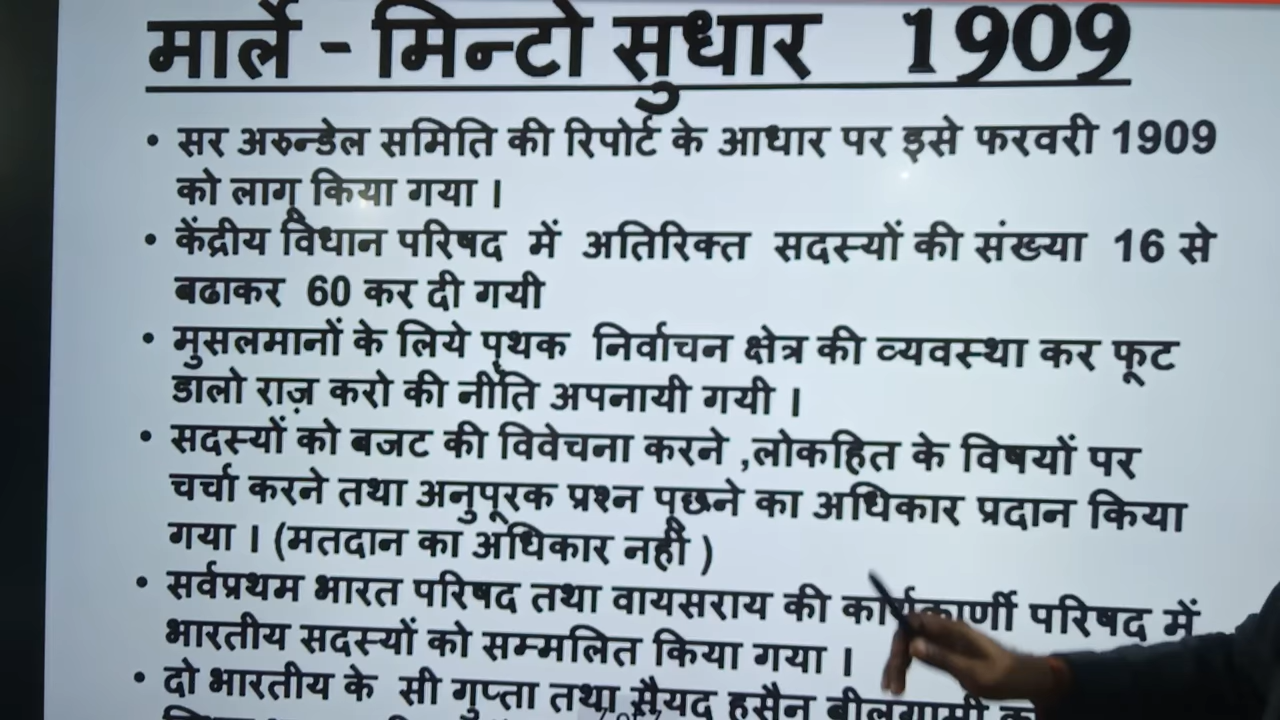 मार्ले - मिन्टो सुधार 1909
• सर अरुन्डेल समिति की रिपोर्ट के आधार पर इसे फरवरी 1909
को लागू किया गया ।
• केंद्रीय विधान परिषद में अतिरिक्त सदस्यों की संख्या 16 से
बढाकर 60 कर दी गयी
• मुसलमानों के लिये पृथक निर्वाचन क्षेत्र की व्यवस्था कर फूट
डालो राज़ करो की नीति अपनायी गयी ।
• सदस्यों को बजट की विवेचना करने ,लोकहित के विषयों पर
चर्चा करने तथा अनुपूरक प्रश्न पूछने का अधिकार प्रदान किया
गया । (मतदान का अधिकार नही )
• सर्वप्रथम भारत परिषद तथा वायसराय की कार्यकार्णी परिषद में
भारतीय सदस्यों को सम्मलित किया गया ।
• दो भारतीय के सी गुप्ता तथा सैयद हुसैन बीलग्रामी